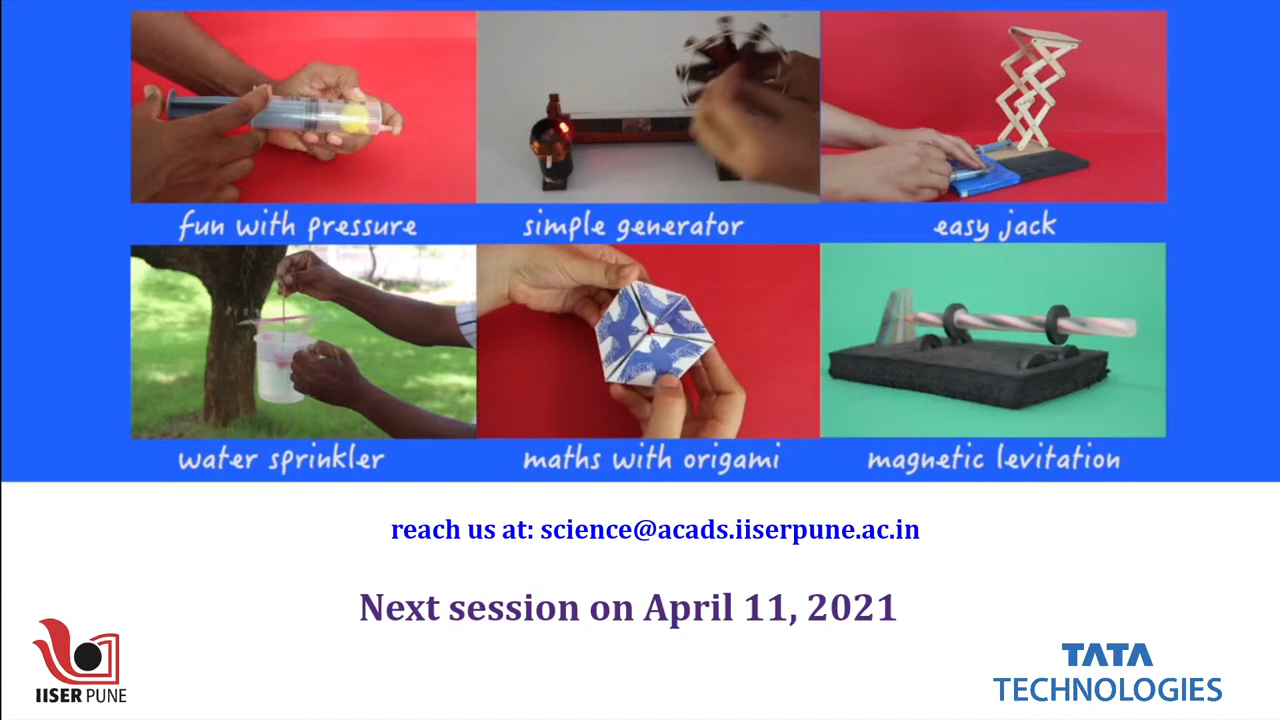 fun with pressure
simple generator
easy jack
water sprinkler
maths with origami
magnetic levitation
reach us at: science@acads.iiserpune.ac.in
Next session on April 11, 2021
IISER PUNE
TATA
TECHNOLOGIES